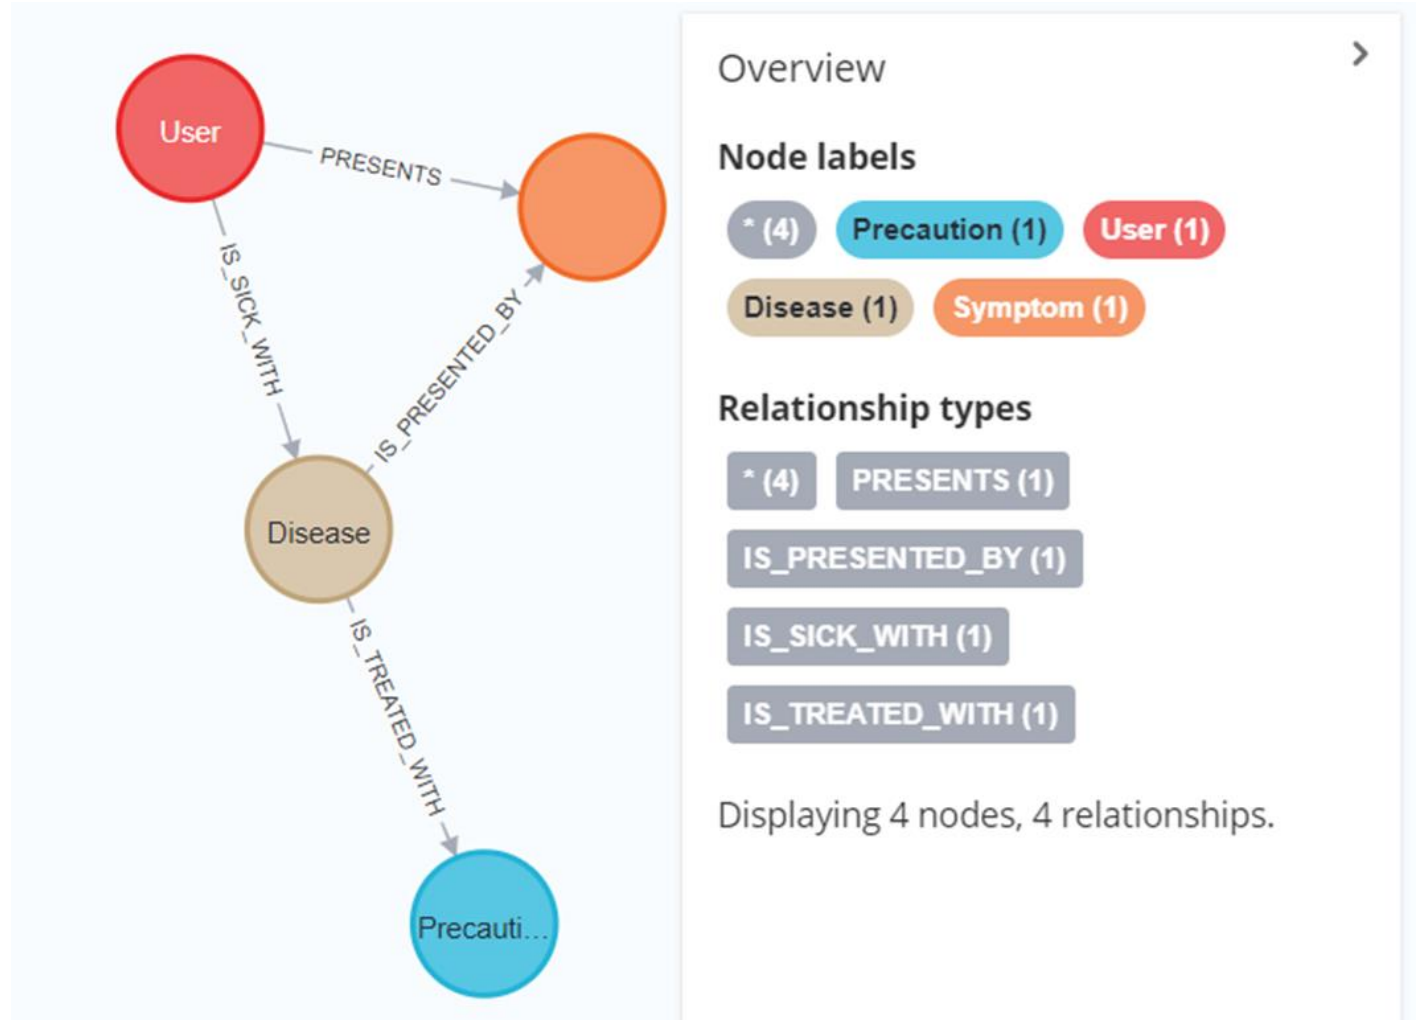 User
PRESENTS
IS_SICK_WITH
IS_PRESENTED_BY
Disease
IS_TREATED_WITH
Precauti...
Overview
Node labels
* (4) Precaution (1) User (1)
Disease (1) Symptom (1)
Relationship types
* (4) PRESENTS (1)
IS_PRESENTED_BY (1)
IS_SICK_WITH (1)
IS_TREATED_WITH (1)
Displaying 4 nodes, 4 relationships.